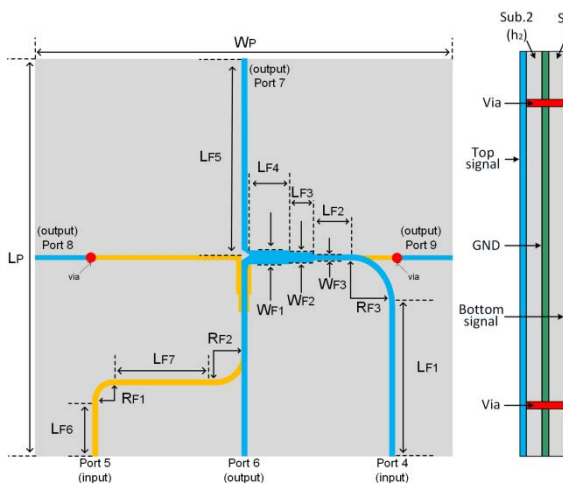 WP
(output)
Port 7
LF5
LF4
LF3
LF2
(output)
Port 8
via
LP
(output)
Port 9
via
WF1
WF2
WF3
RF3
RF2
LF7
RF1
LF1
LF6
Port 5
(input)
Port 6
(output)
Port 4
(input)
Sub.2
(h₂)
S
Via
Top
signal
GND
Bottom
signal
Via